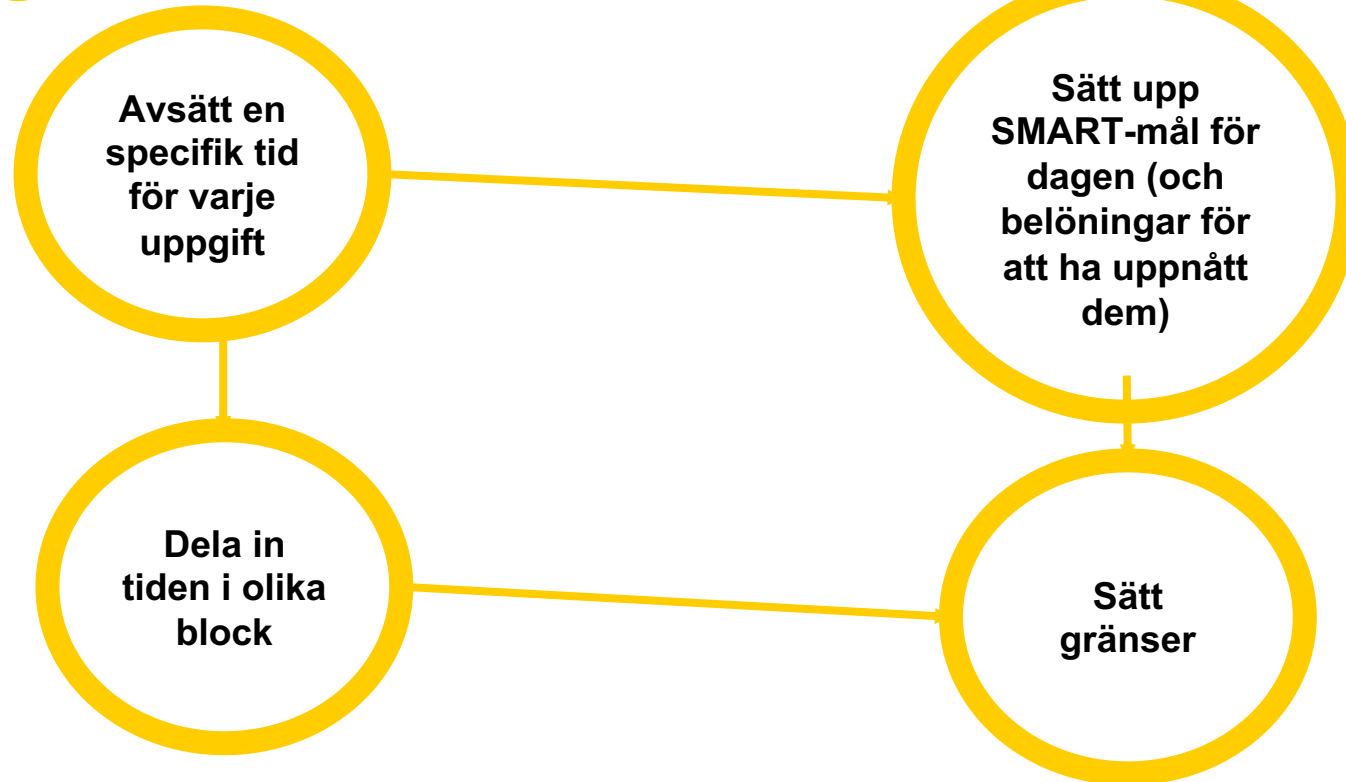 Avsätt en
specifik tid
för varje
uppgift
Sätt upp
SMART-mål för
dagen (och
belöningar för
att ha uppnått
dem)
Dela in
tiden i olika
block
Sätt
gränser